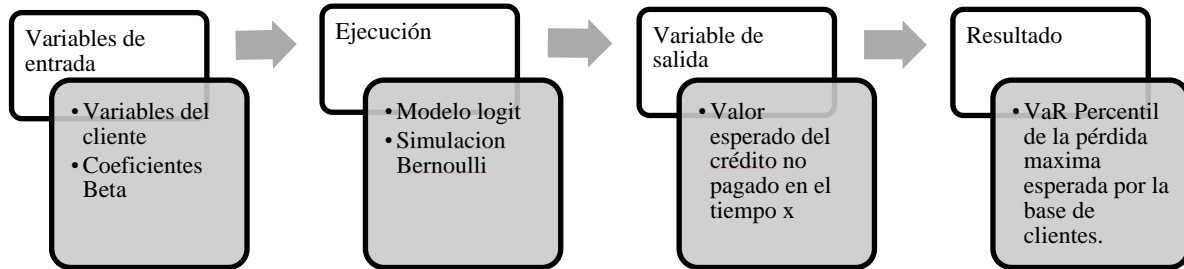 Variables de
entrada
• Variables del
cliente
• Coeficientes
Beta
Ejecución
• Modelo logit
• Simulacion
Bernoulli
Variable de
salida
• Valor
esperado del
crédito no
pagado en el
tiempo x
Resultado
• VaR Percentil
de la pérdida
maxima
esperada por la
base de
clientes.